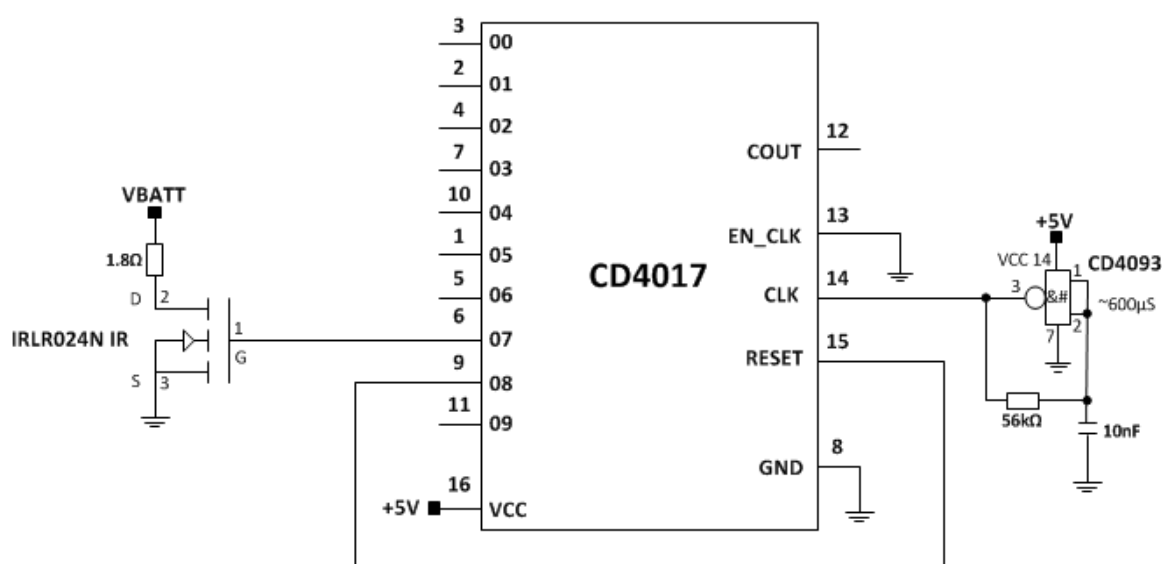 3
00
2
01
4
02
7
03
10
04
1
05
5
06
6
07
9
08
11
09
16
+5V
VCC
CD4017
12
COUT
13
EN_CLK
14
CLK
15
RESET
8
GND
VBATT
1.8Ω
D
2
IRLR024N IR
1
G
S
3
+5V
VCC 14
1
CD4093
3
&#
~600µS
2
7
56kΩ
10nF